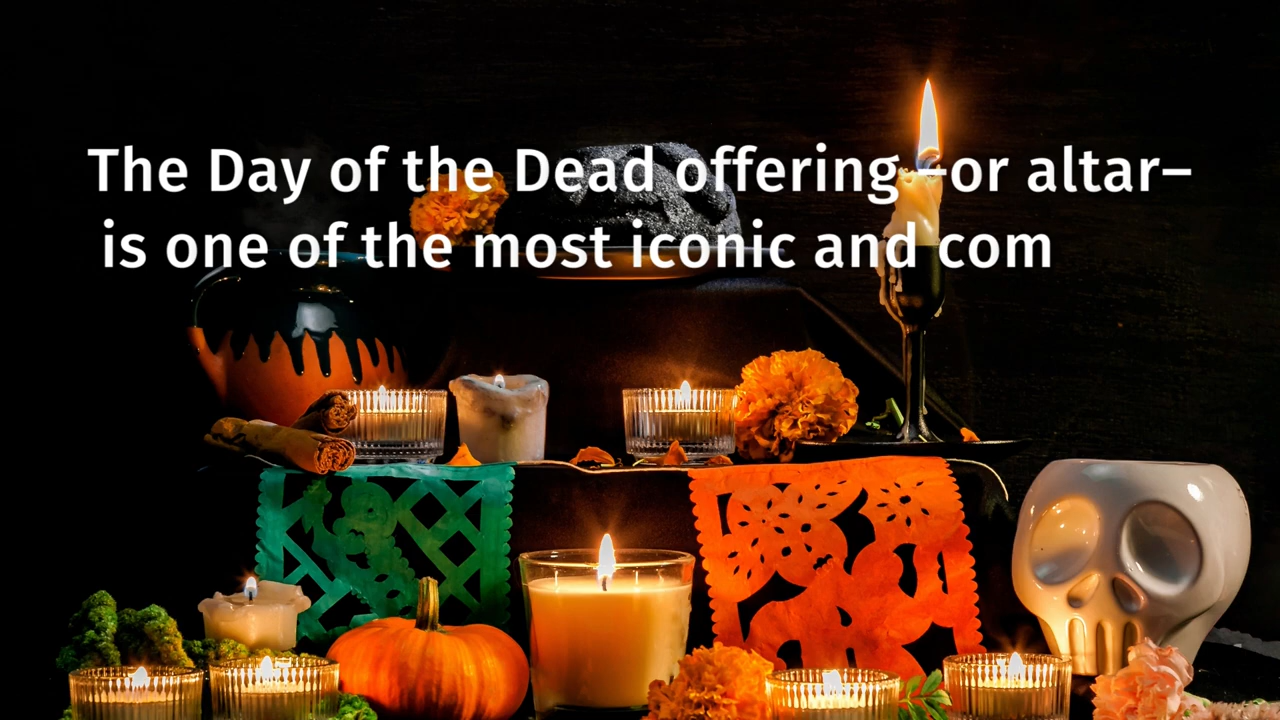 The Day of the Dead offering –or altar–
is one of the most iconic and com